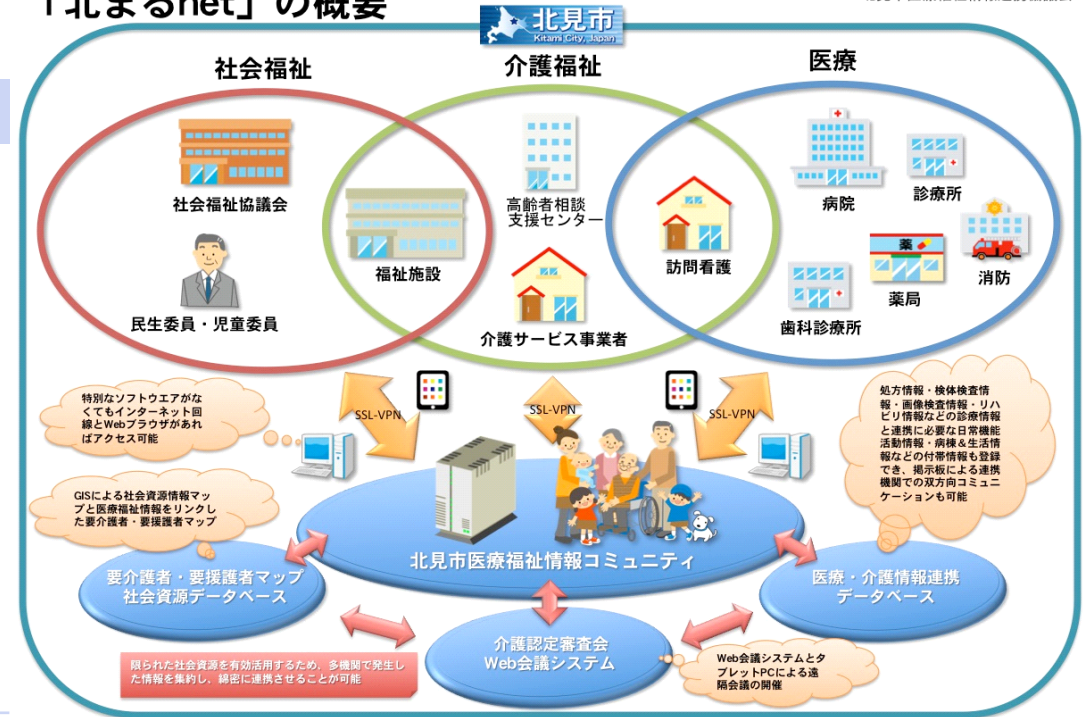 「北まるnet」の概要
北見市
Kitami City, Japan
社会福祉
介護福祉
医療
社会福祉協議会
民生委員・児童委員
福祉施設
高齢者相談
支援センター
介護サービス事業者
訪問看護
病院
診療所
薬
薬局
消防
歯科診療所
特別なソフトウエアがな
くてもインターネット回
線とWebブラウザがあれ
ばアクセス可能
SSL-VPN
SSL-VPN
SSL-VPN
処方情報・検体検査情
報・画像検査情報・リハ
ビリ情報などの診療情報
と連携に必要な日常機能
活動情報・病棟＆生活情
報などの付帯情報も登録
でき、掲示板による連携
機関での双方向コミュニ
ケーションも可能
GISによる社会資源情報マッ
プと医療福祉情報をリンクし
た要介護者・要援護者マップ
北見市医療福祉情報コミュニティ
要介護者・要援護者マップ
社会資源データベース
医療・介護情報連携
データベース
介護認定審査会
Web会議システム
限られた社会資源を有効活用するため、多機関で発生し
た情報を集約し、綿密に連携させることが可能
Web会議システムとタ
ブレットPCによる遠
隔会議の開催